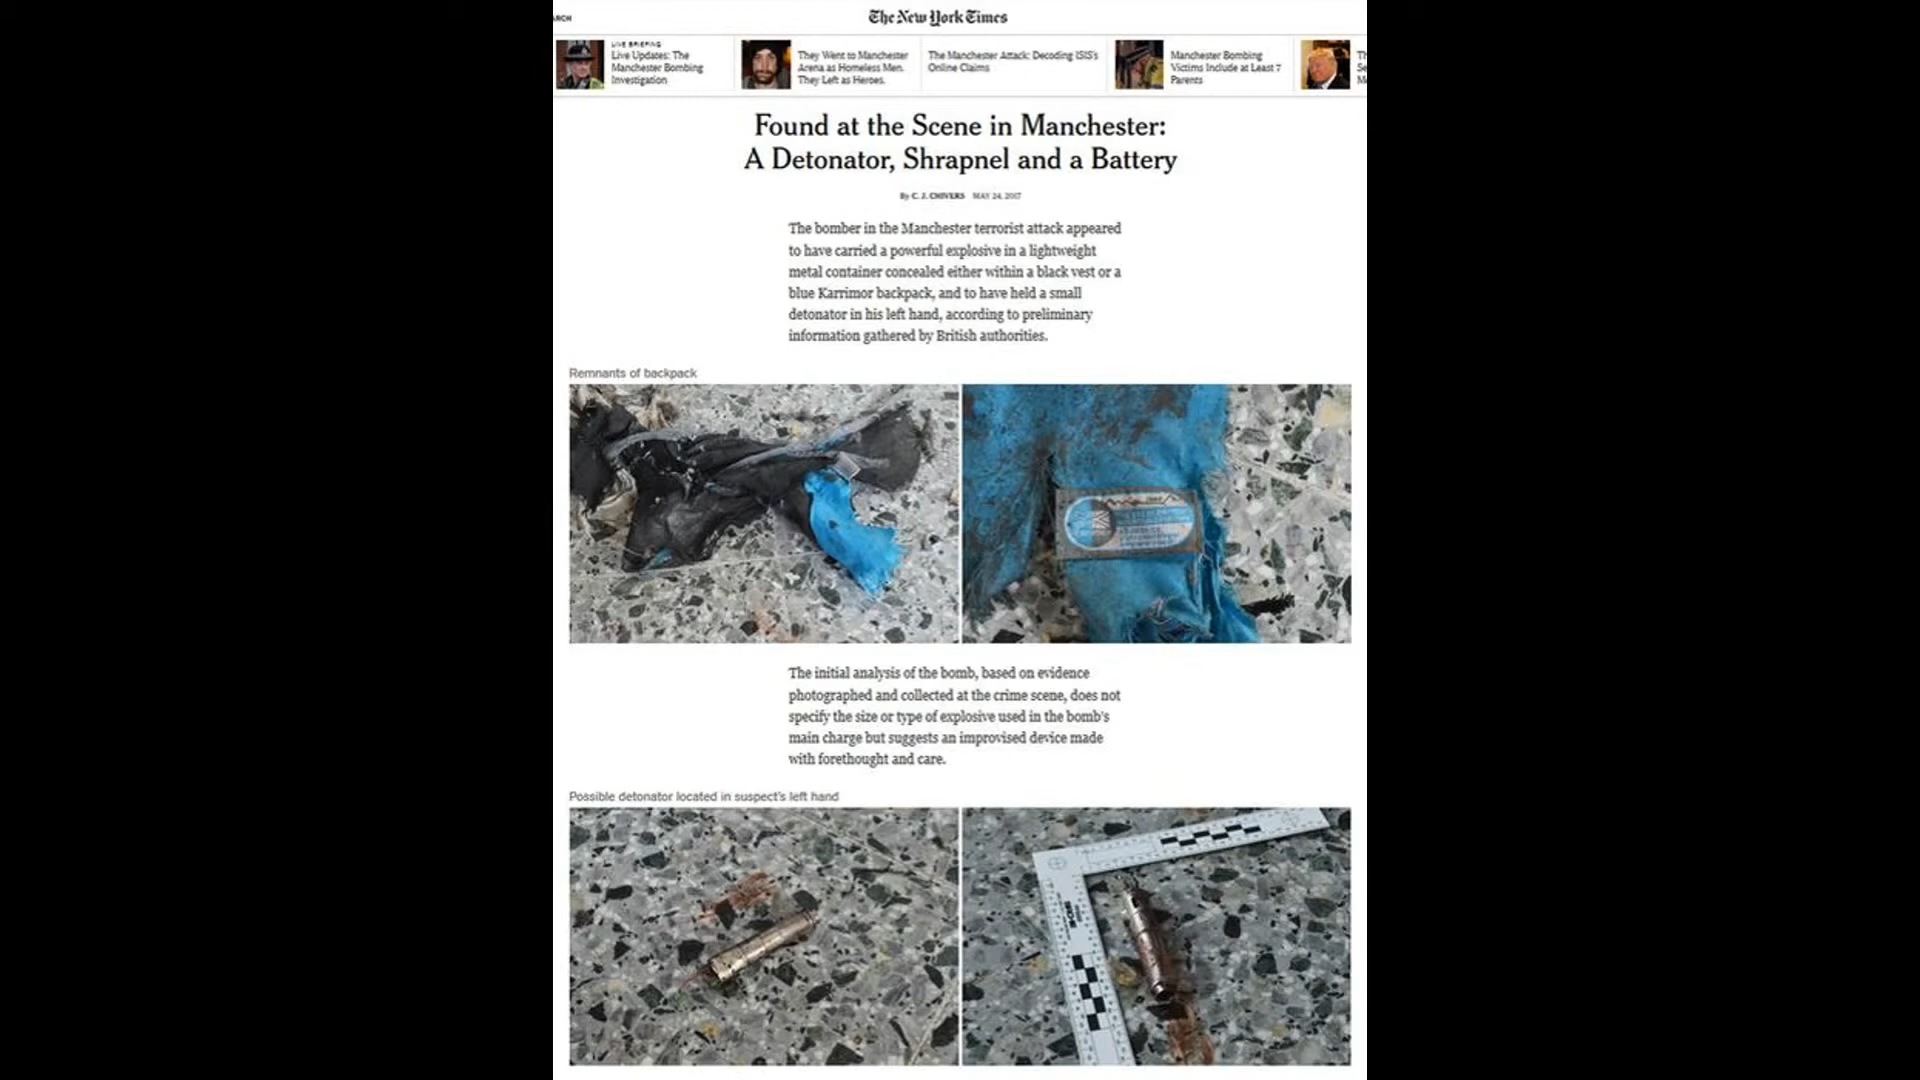 ARCH
The New York Times
LIVE BRIEFING
Live Updates: The
Manchester Bombing
Investigation
They Went to Manchester
Arena as Homeless Men.
They Left as Heroes.
The Manchester Attack: Decoding ISIS's
Online Claims
Manchester Bombing
Victims Include at Least 7
Parents
Found at the Scene in Manchester:
A Detonator, Shrapnel and a Battery
By C. J. CHIVERS MAY 24, 2017
The bomber in the Manchester terrorist attack appeared
to have carried a powerful explosive in a lightweight
metal container concealed either within a black vest or a
blue Karrimor backpack, and to have held a small
detonator in his left hand, according to preliminary
information gathered by British authorities.
Remnants of backpack
The initial analysis of the bomb, based on evidence
photographed and collected at the crime scene, does not
specify the size or type of explosive used in the bomb's
main charge but suggests an improvised device made
with forethought and care.
Possible detonator located in suspect's left hand